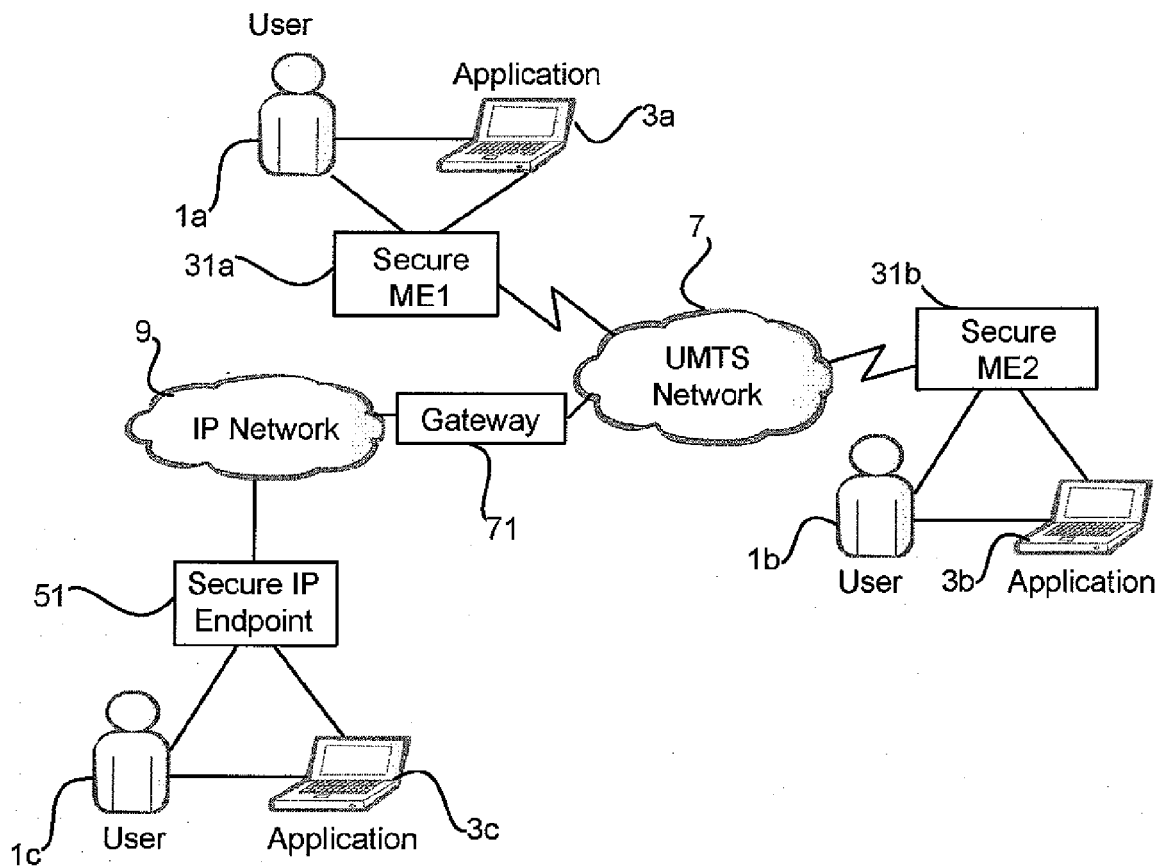 User
Application
3a
1a
31a
Secure
ME1
7
31b
Secure
ME2
9
UMTS
Network
IP Network
Gateway
71
1b
User
3b
Application
51
Secure IP
Endpoint
1c
User
Application
3c